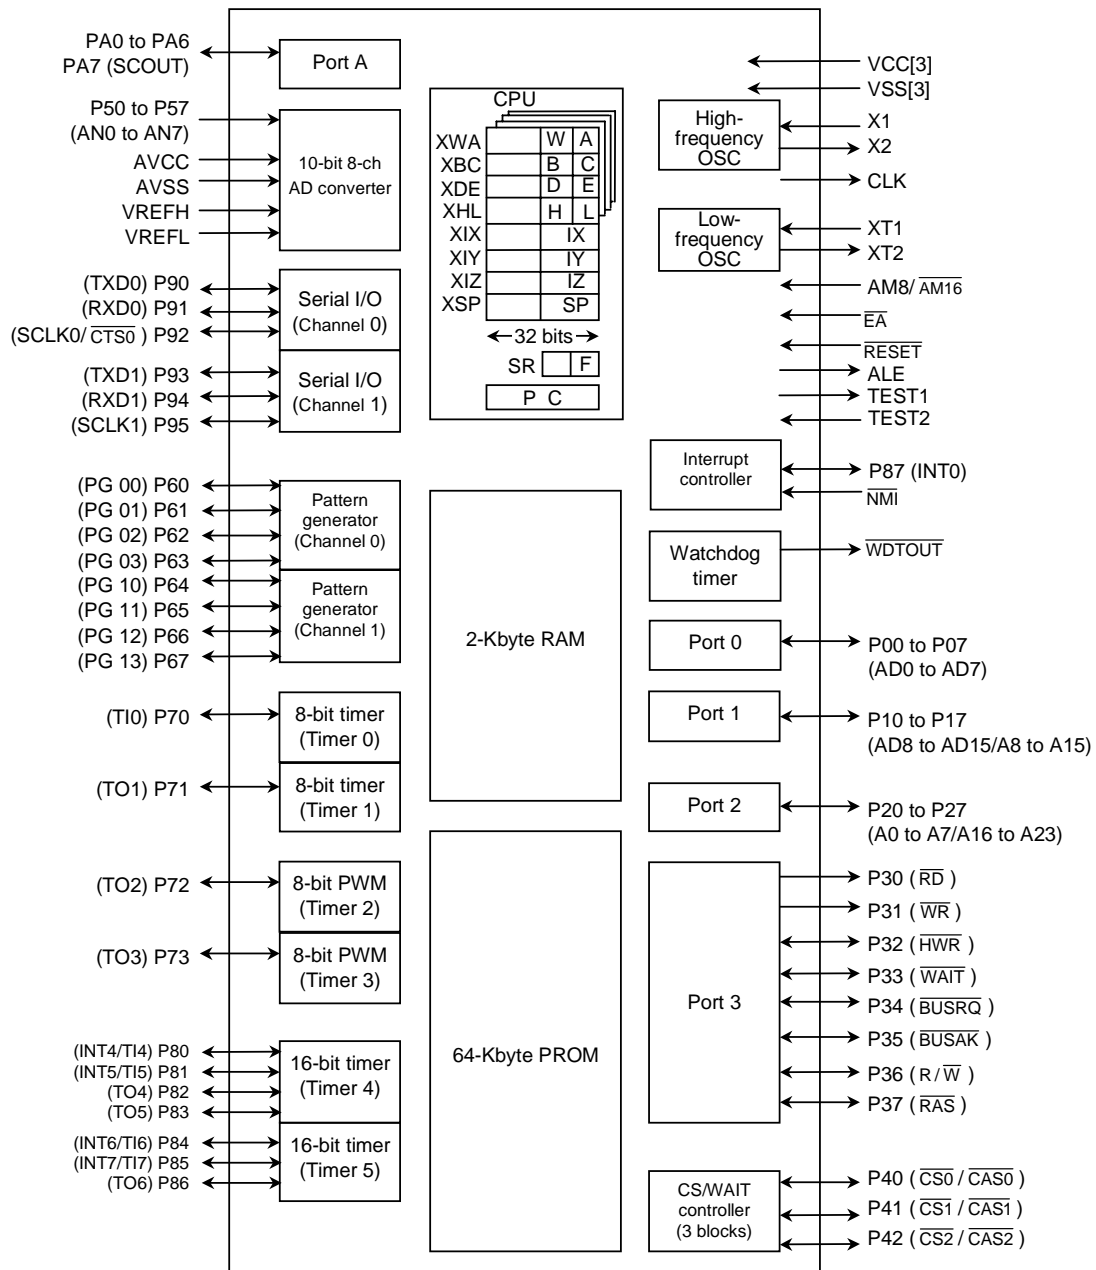 PA0 to PA6
PA7 (SCOUT)
Port A
P50 to P57
(AN0 to AN7)
AVCC
AVSS
VREFH
VREFL
10-bit 8-ch
AD converter
(TXD0) P90
(RXD0) P91
(SCLK0/ CTS0 ) P92
Serial I/O
(Channel 0)
(TXD1) P93
(RXD1) P94
(SCLK1) P95
Serial I/O
(Channel 1)
(PG 00) P60
(PG 01) P61
(PG 02) P62
(PG 03) P63
Pattern
generator
(Channel 0)
(PG 10) P64
(PG 11) P65
(PG 12) P66
(PG 13) P67
Pattern
generator
(Channel 1)
(TI0) P70
8-bit timer
(Timer 0)
(TO1) P71
8-bit timer
(Timer 1)
(TO2) P72
8-bit PWM
(Timer 2)
(TO3) P73
8-bit PWM
(Timer 3)
(INT4/TI4) P80
(INT5/TI5) P81
(TO4) P82
(TO5) P83
16-bit timer
(Timer 4)
(INT6/TI6) P84
(INT7/TI7) P85
(TO6) P86
16-bit timer
(Timer 5)
CPU
XWA W A
XBC B C
XDE D E
XHL H L
XIX IX
XIY IY
XIZ IZ
XSP SP
32 bits
SR F
P C
2-Kbyte RAM
64-Kbyte PROM
VCC[3]
VSS[3]
High-
frequency
OSC
X1
X2
CLK
Low-
frequency
OSC
XT1
XT2
AM8/ AM16
EA
RESET
ALE
TEST1
TEST2
Interrupt
controller
P87 (INT0)
NMI
Watchdog
timer
WDTOUT
Port 0
P00 to P07
(AD0 to AD7)
Port 1
P10 to P17
(AD8 to AD15/A8 to A15)
Port 2
P20 to P27
(A0 to A7/A16 to A23)
Port 3
P30 ( RD )
P31 ( WR )
P32 ( HWR )
P33 ( WAIT )
P34 ( BUSRQ )
P35 ( BUSAK )
P36 ( R / W )
P37 ( RAS )
CS/WAIT
controller
(3 blocks)
P40 ( CS0 / CAS0 )
P41 ( CS1 / CAS1 )
P42 ( CS2 / CAS2 )